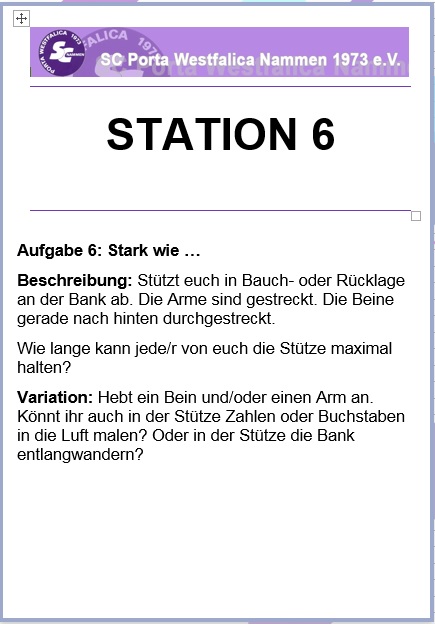 SC Porta Westfalica Nammen 1973 e.V.
STATION 6
Aufgabe 6: Stark wie …
Beschreibung: Stützt euch in Bauch- oder Rücklage
an der Bank ab. Die Arme sind gestreckt. Die Beine
gerade nach hinten durchgestreckt.
Wie lange kann jede/r von euch die Stütze maximal
halten?
Variation: Hebt ein Bein und/oder einen Arm an.
Könnt ihr auch in der Stütze Zahlen oder Buchstaben
in die Luft malen? Oder in der Stütze die Bank
entlangwandern?